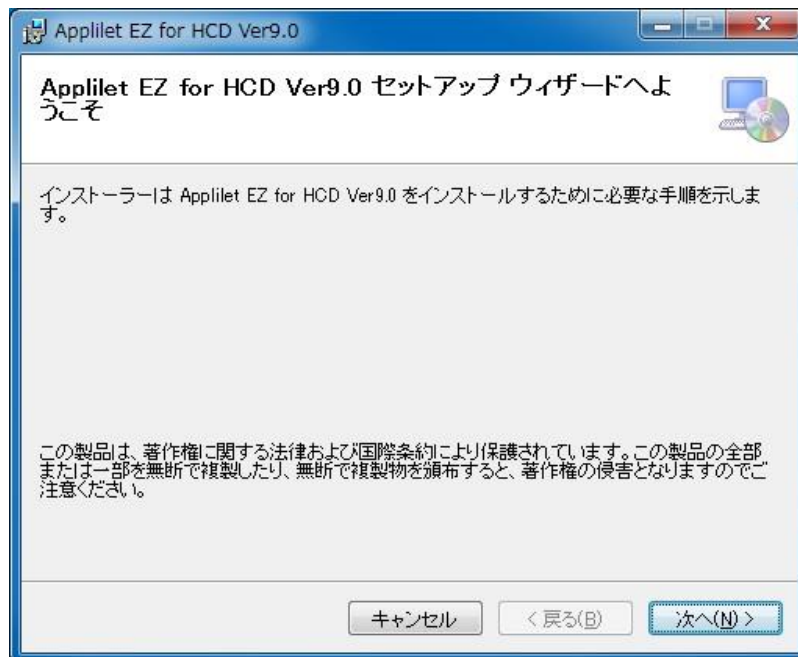 Applilet EZ for HCD Ver9.0
Applilet EZ for HCD Ver9.0 セットアップ ウィザードへよ
うこそ
インストーラーは Applilet EZ for HCD Ver9.0 をインストールするために必要な手順を示しま
す。
この製品は、著作権に関する法律および国際条約により保護されています。この製品の全部
または一部を無断で複製したり、無断で複製物を頒布すると、著作権の侵害となりますのでご
注意ください。
キャンセル
< 戻る(B)
次へ(N) >